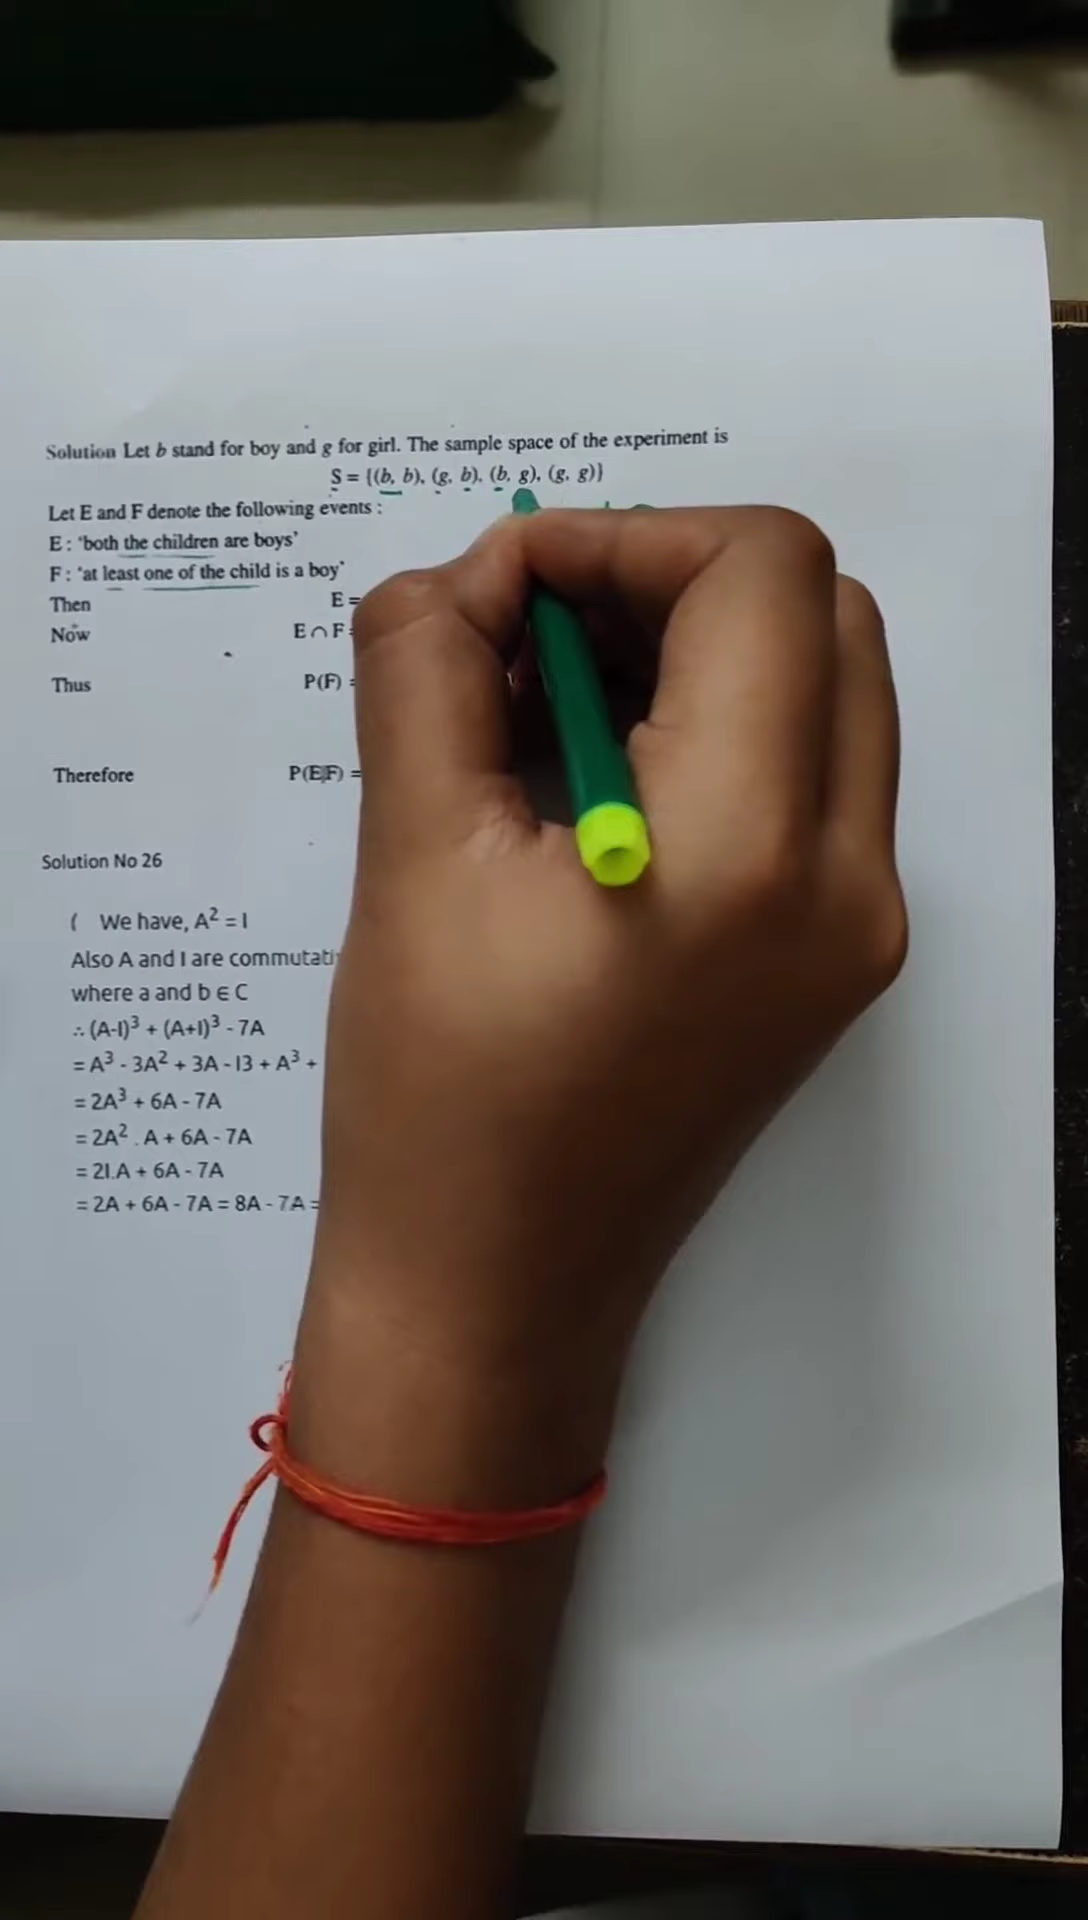 Solution Let b stand for boy and g for girl. The sample space of the experiment is
S = {(b, b), (g, b), (b, g), (g, g)}
Let E and F denote the following events :
E : ‘both the children are boys’
F : ‘at least one of the child is a boy’
Then E =
Now E ∩ F =
Thus P(F) =
Therefore P(E|F) =
Solution No 26
( We have, A² = I
Also A and I are commutati
where a and b ∈ C
∴ (A-I)³ + (A+I)³ - 7A
= A³ - 3A² + 3A - I3 + A³ +
= 2A³ + 6A - 7A
= 2A² . A + 6A - 7A
= 2I.A + 6A - 7A
= 2A + 6A - 7A = 8A - 7A =